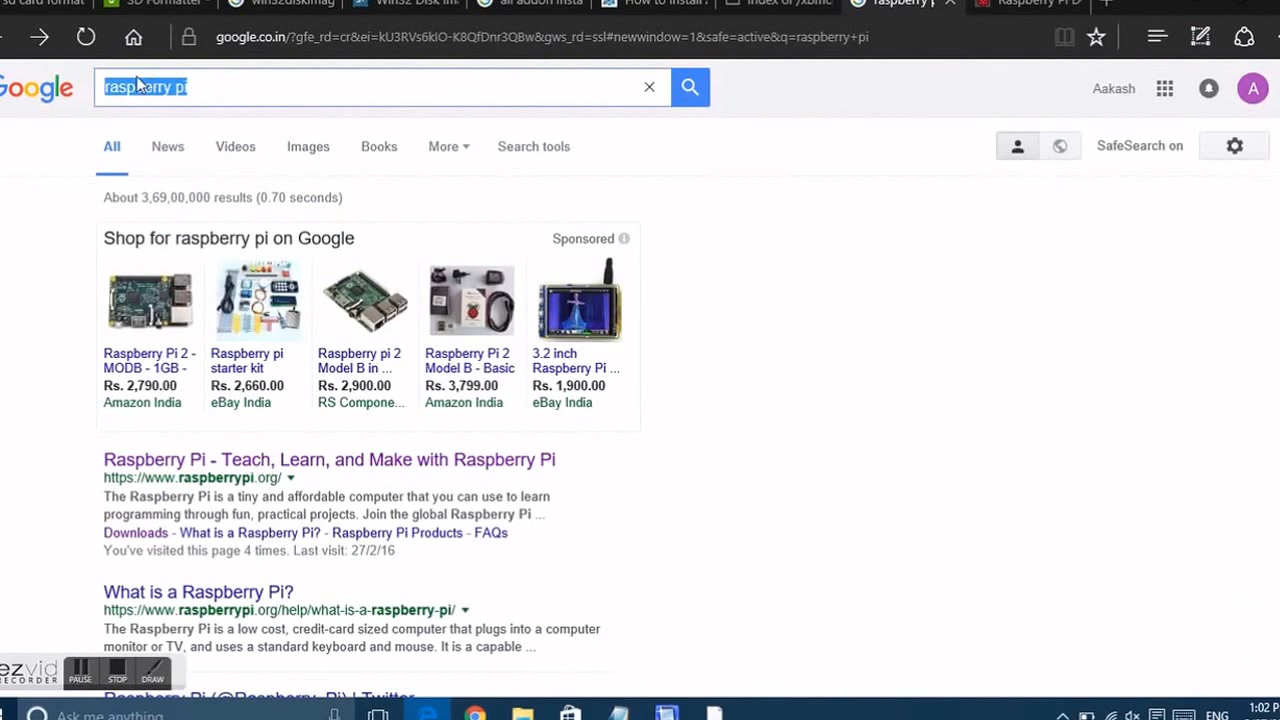 sd card format
SD Formatter
win32diskimag
Win32 Disk Im
all addon insta
How to install
Index of /xbmc
raspberry
Raspberry Pi D
google.co.in/?gfe_rd=cr&ei=kU3RVs6kIO-K8QfDnr3QBw&gws_rd=ssl#newwindow=1&safe=active&q=raspberry+pi
Google
raspberry pi
Aakash
A
All
News
Videos
Images
Books
More
Search tools
SafeSearch on
About 3,69,00,000 results (0.70 seconds)
Shop for raspberry pi on Google
Sponsored
Raspberry Pi 2 -
MODB - 1GB -
Rs. 2,790.00
Amazon India
Raspberry pi
starter kit
Rs. 2,660.00
eBay India
Raspberry pi 2
Model B in ...
Rs. 2,900.00
RS Compone...
Raspberry Pi 2
Model B - Basic
Rs. 3,799.00
Amazon India
3.2 inch
Raspberry Pi ...
Rs. 1,900.00
eBay India
Raspberry Pi - Teach, Learn, and Make with Raspberry Pi
https://www.raspberrypi.org/
The Raspberry Pi is a tiny and affordable computer that you can use to learn
programming through fun, practical projects. Join the global Raspberry Pi ...
Downloads - What is a Raspberry Pi? - Raspberry Pi Products - FAQs
You've visited this page 4 times. Last visit: 27/2/16
What is a Raspberry Pi?
https://www.raspberrypi.org/help/what-is-a-raspberry-pi/
The Raspberry Pi is a low cost, credit-card sized computer that plugs into a computer
monitor or TV, and uses a standard keyboard and mouse. It is a capable ...
Raspberry Pi (@Raspberry_Pi) | Twitter
ezvid
RECORDER
PAUSE
STOP
DRAW
Ask me anything
ENG
1:02 P